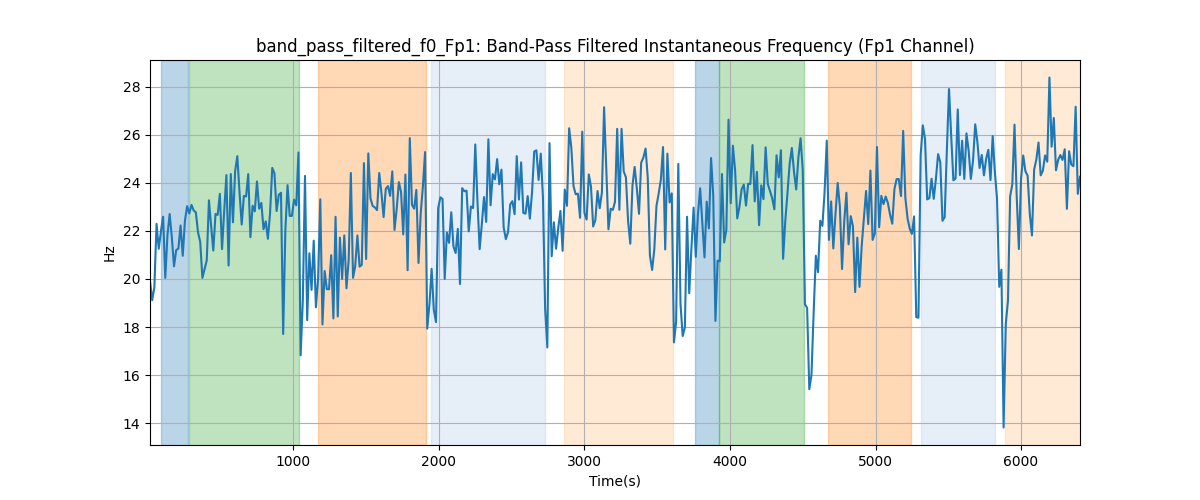 band_pass_filtered_f0_Fp1: Band-Pass Filtered Instantaneous Frequency (Fp1 Channel)
28
26
24
22
20
18
16
14
Hz
1000 2000 3000 4000 5000 6000
Time(s)